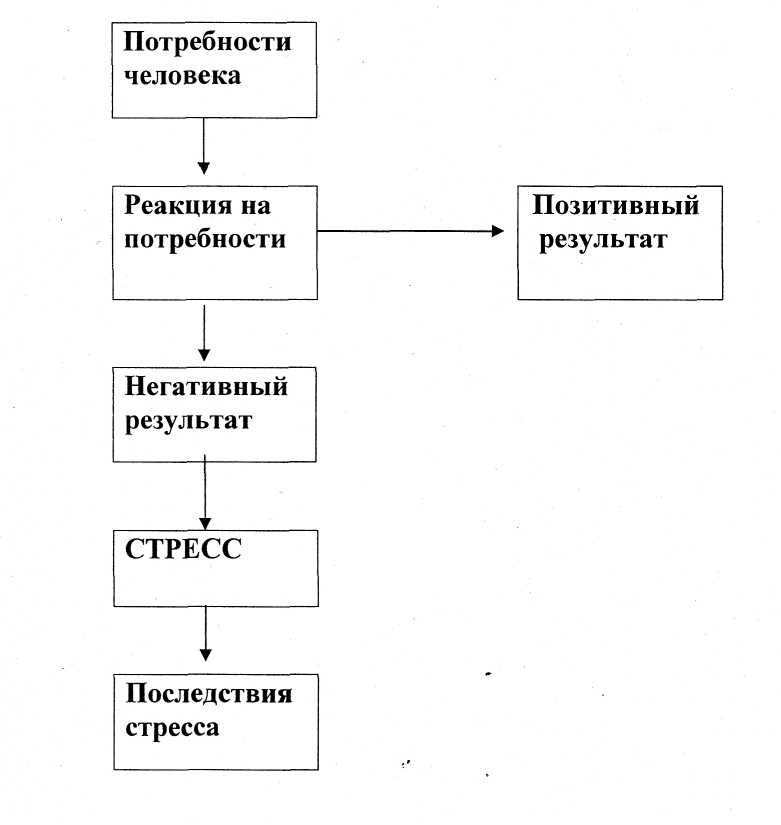 Потребности
человека
Реакция на
потребности
Позитивный
результат
Негативный
результат
СТРЕСС
Последствия
стресса